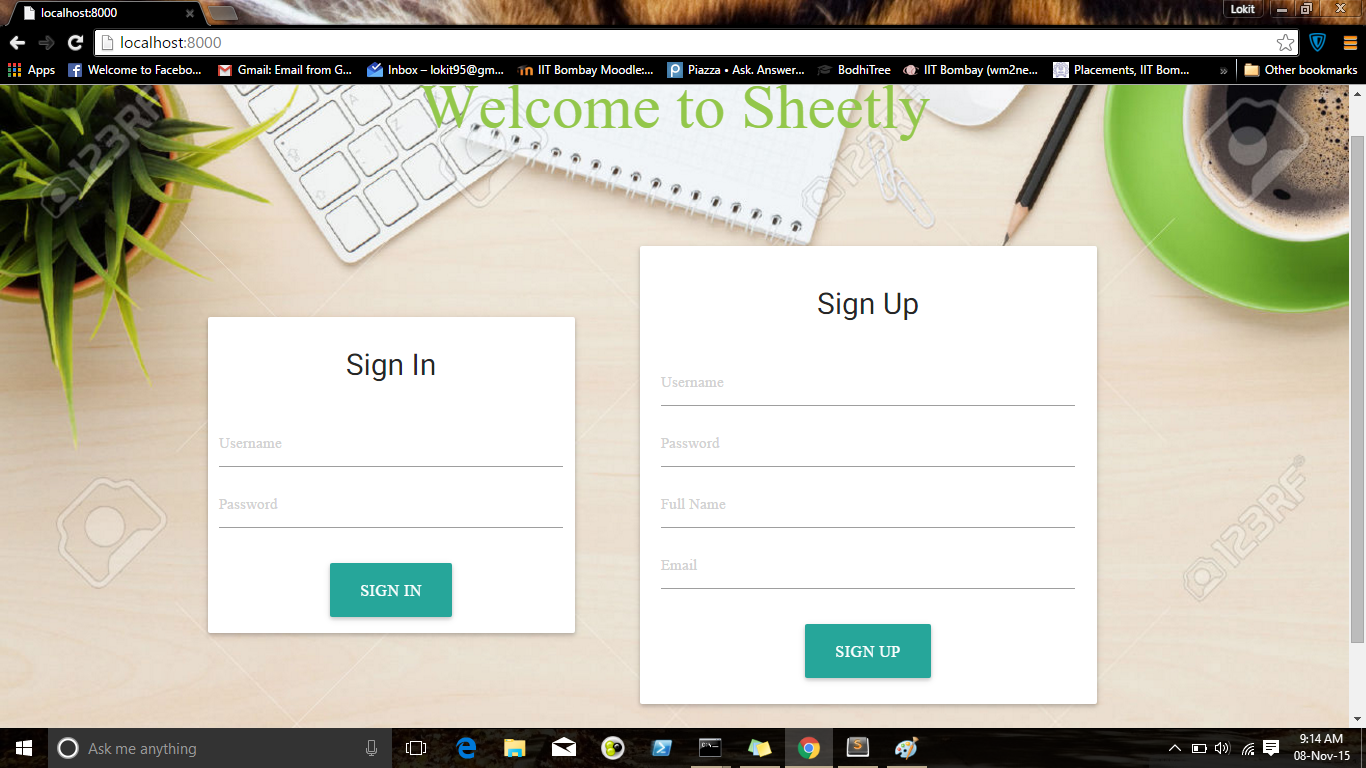 localhost:8000
Lokit
localhost:8000
Apps
Welcome to Facebo...
Gmail: Email from G...
Inbox – lokit95@gm...
IIT Bombay Moodle:...
Piazza • Ask. Answer...
BodhiTree
IIT Bombay (wm2ne...
Placements, IIT Bom...
»
Other bookmarks
Welcome to Sheetly
123RF
123RF
123RF
Sign In
Username
Password
SIGN IN
Sign Up
Username
Password
Full Name
Email
SIGN UP
Ask me anything
9:14 AM
08-Nov-15